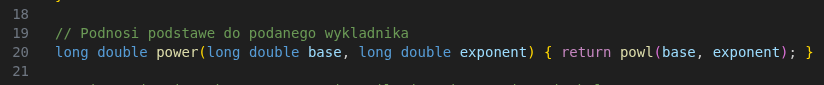 18
19 // Podnosi podstawe do podanego wykladnika
20 long double power(long double base, long double exponent) { return powl(base, exponent); }
21